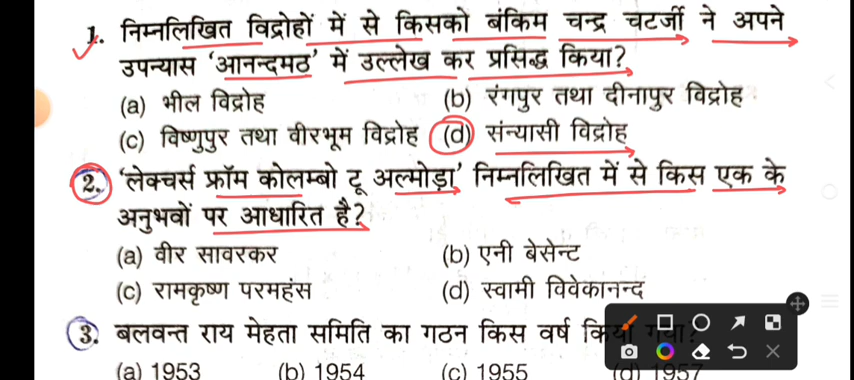 1. निम्नलिखित विद्रोहों में से किसको बंकिम चन्द्र चटर्जी ने अपने
उपन्यास 'आनन्दमठ' में उल्लेख कर प्रसिद्ध किया?
(a) भील विद्रोह (b) रंगपुर तथा दीनापुर विद्रोह
(c) विष्णुपुर तथा वीरभूम विद्रोह (d) संन्यासी विद्रोह
2. 'लेक्चर्स फ्रॉम कोलम्बो टू अल्मोड़ा' निम्नलिखित में से किस एक के
अनुभवों पर आधारित है?
(a) वीर सावरकर (b) एनी बेसेन्ट
(c) रामकृष्ण परमहंस (d) स्वामी विवेकानन्द
3. बलवन्त राय मेहता समिति का गठन किस वर्ष किया गया?
(a) 1953 (b) 1954 (c) 1955 (d) 1957